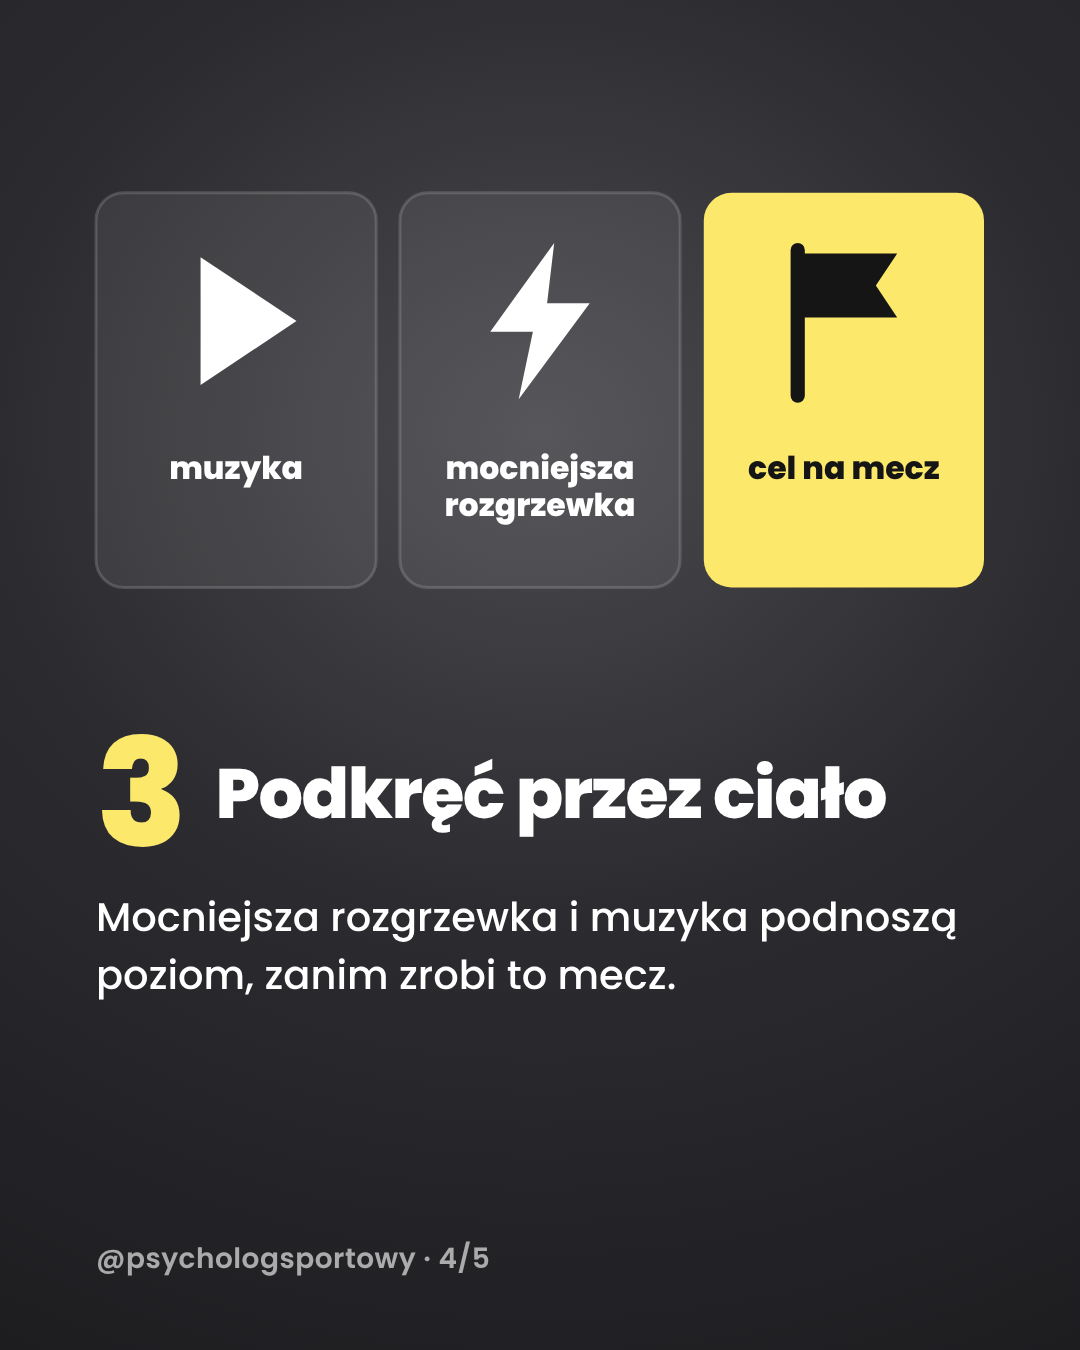 muzyka
mocniejsza
rozgrzewka
cel na mecz
3 Podkręć przez ciało
Mocniejsza rozgrzewka i muzyka podnoszą
poziom, zanim zrobi to mecz.
@psychologsportowy · 4/5